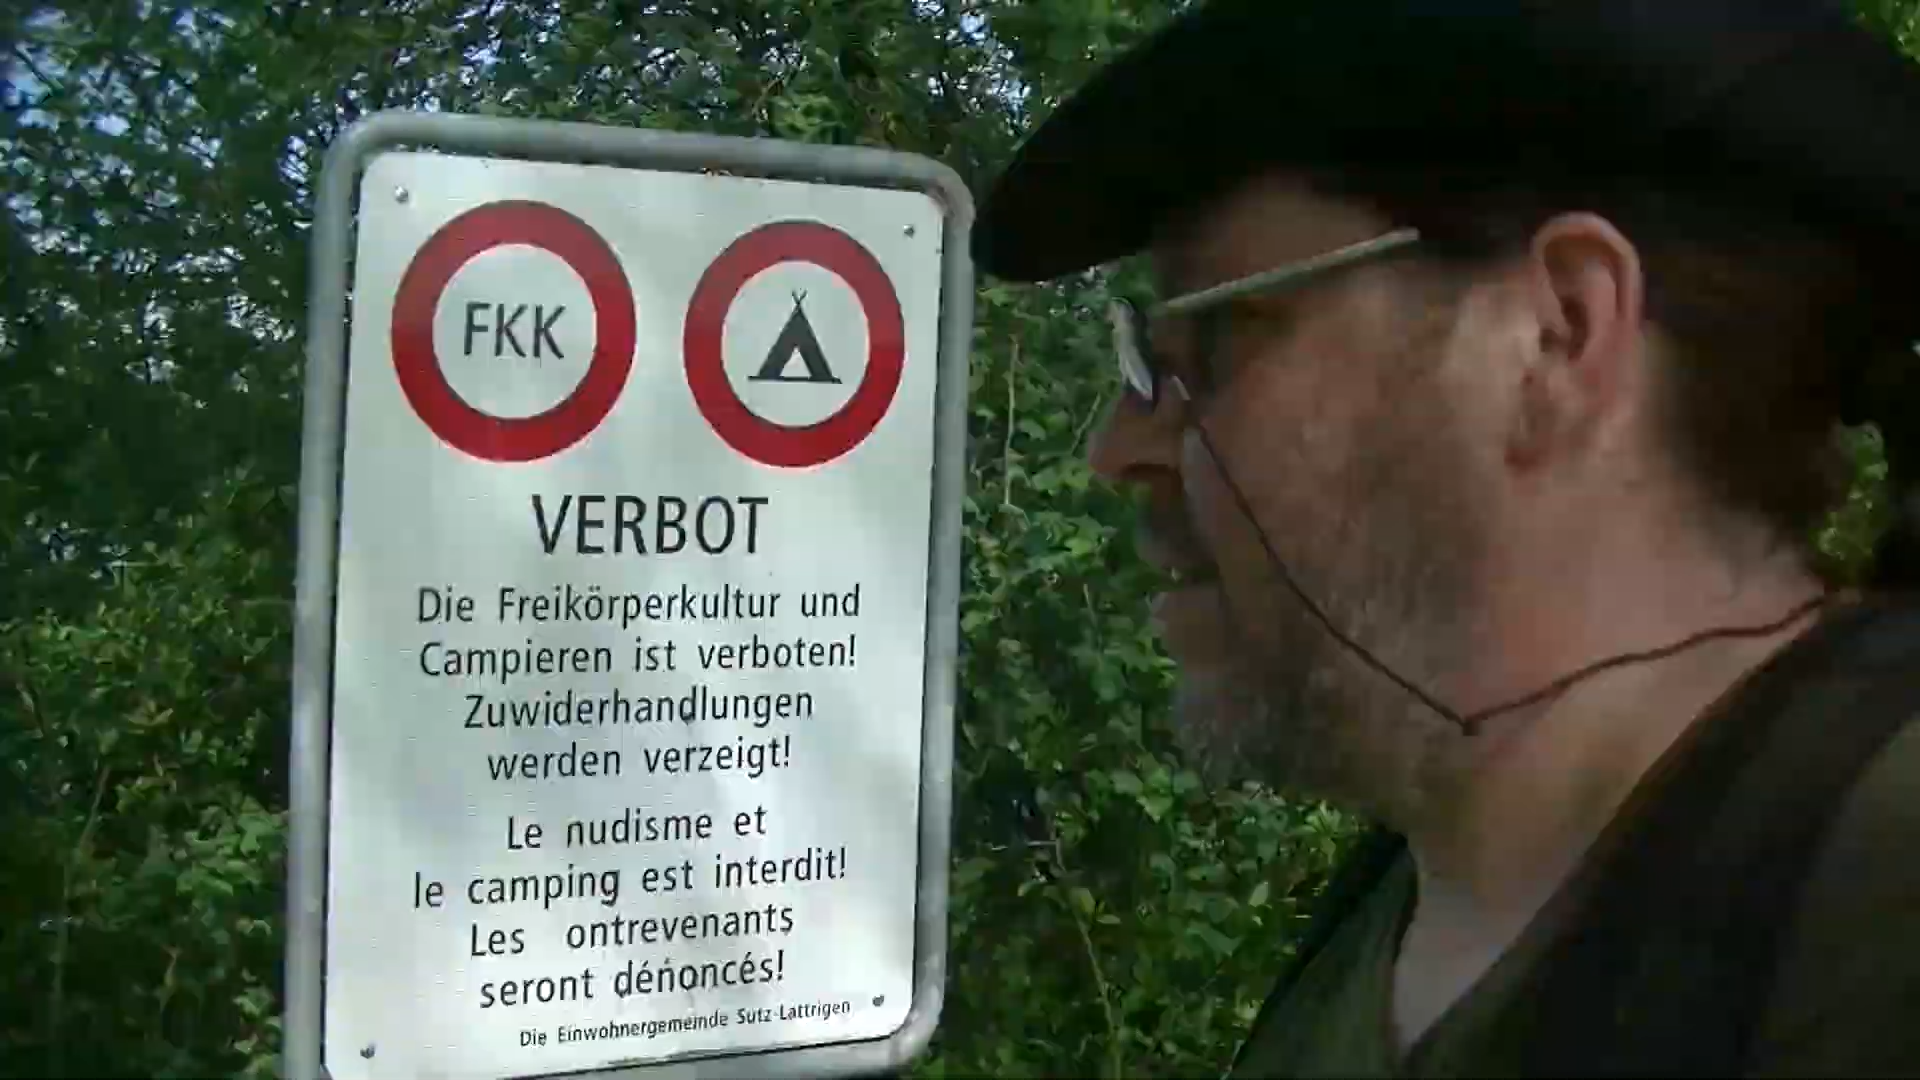 FKK
VERBOT
Die Freikörperkultur und
Campieren ist verboten!
Zuwiderhandlungen
werden verzeigt!
Le nudisme et
le camping est interdit!
Les ontrevenants
seront dénoncés!
Die Einwohnergemeinde Sutz-Lattrigen